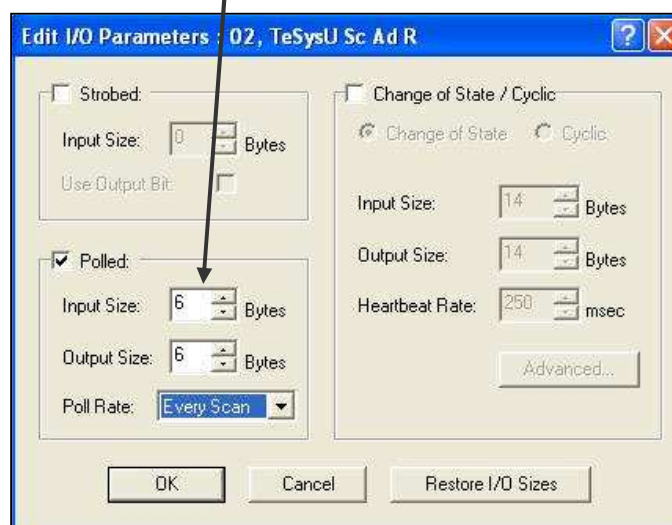 Edit I/O Parameters : 02, TeSysU Sc Ad R
Strobed:
Input Size: 0 Bytes
Use Output Bit:
Polled:
Input Size: 6 Bytes
Output Size: 6 Bytes
Poll Rate: Every Scan
Change of State / Cyclic
Change of State Cyclic
Input Size: 14 Bytes
Output Size: 14 Bytes
Heartbeat Rate: 250 msec
Advanced...
OK Cancel Restore I/O Sizes